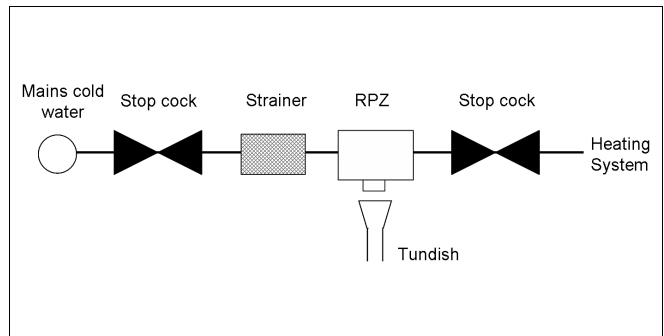 Mains cold
water
Stop cock
Strainer
RPZ
Stop cock
Heating
System
Tundish